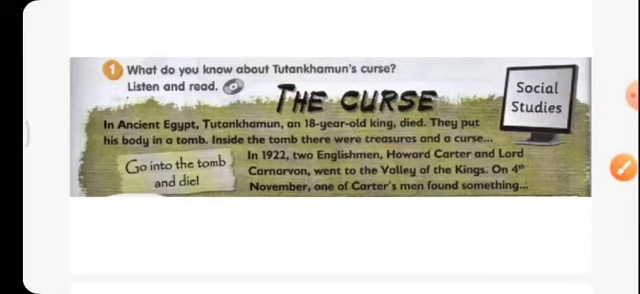 1 What do you know about Tutankhamun's curse?
Listen and read.
THE CURSE
Social
Studies
In Ancient Egypt, Tutankhamun, an 18-year-old king, died. They put
his body in a tomb. Inside the tomb there were treasures and a curse...
Go into the tomb
and die!
In 1922, two Englishmen, Howard Carter and Lord
Carnarvon, went to the Valley of the Kings. On 4th
November, one of Carter's men found something...